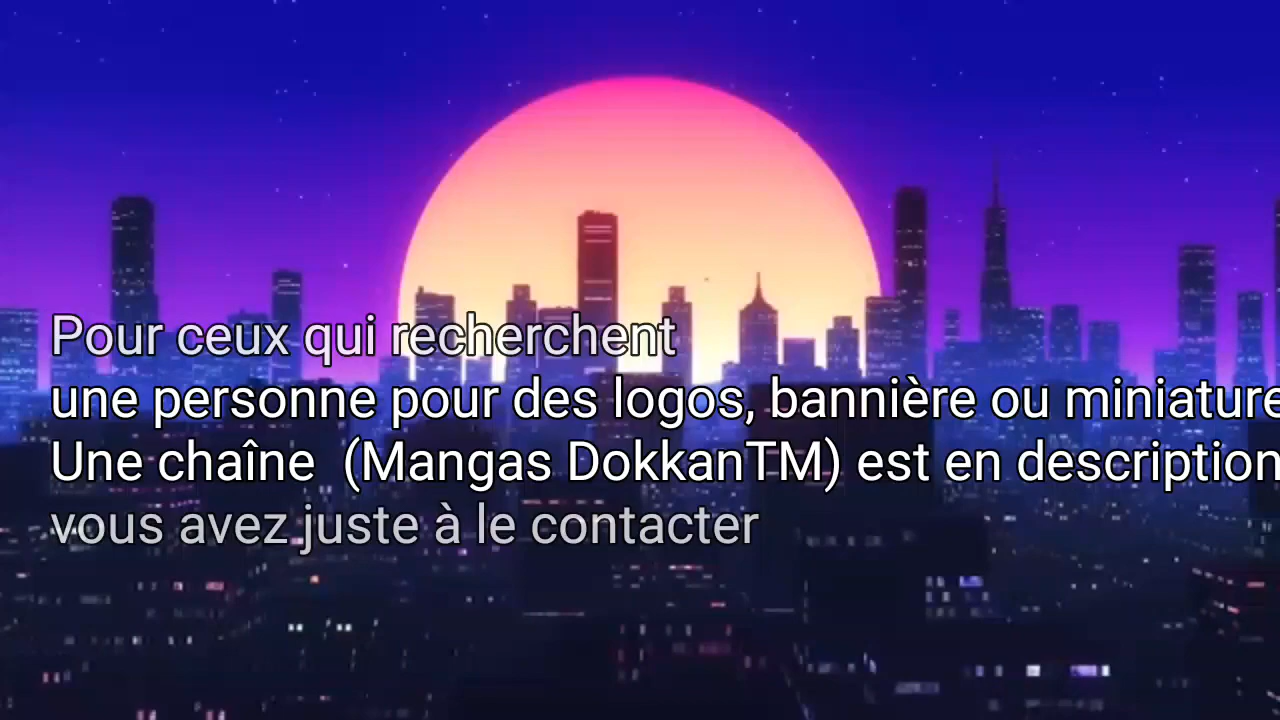 Pour ceux qui recherchent
une personne pour des logos, bannière ou miniature
Une chaîne  (Mangas DokkanTM) est en description
vous avez juste à le contacter